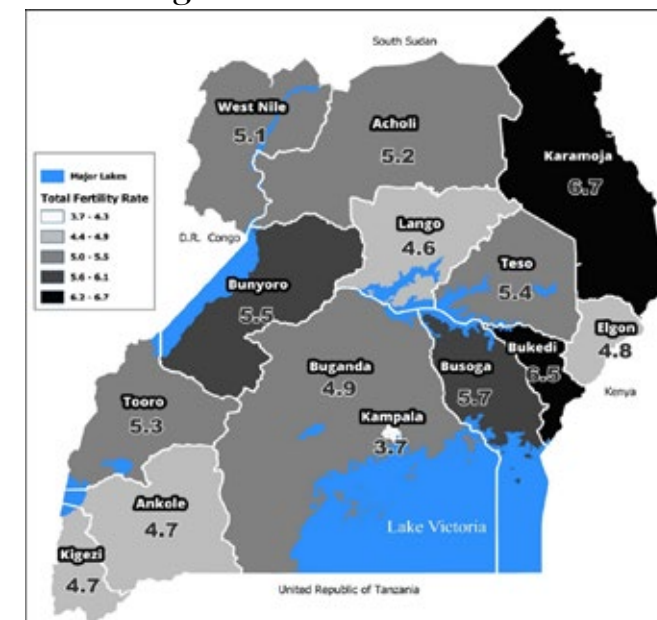 South Sudan
West Nile
5.1
Acholi
5.2
Karamoja
6.7
Major Lakes
Total Fertility Rate
3.7 - 4.3
4.4 - 4.9
5.0 - 5.5
5.6 - 6.1
6.2 - 6.7
D.R. Congo
Lango
4.6
Teso
5.4
Bunyoro
5.5
Elgon
4.8
Bukedi
6.5
Buganda
4.9
Busoga
5.7
Kenya
Tooro
5.3
Kampala
3.7
Ankole
4.7
Lake Victoria
Kigezi
4.7
United Republic of Tanzania